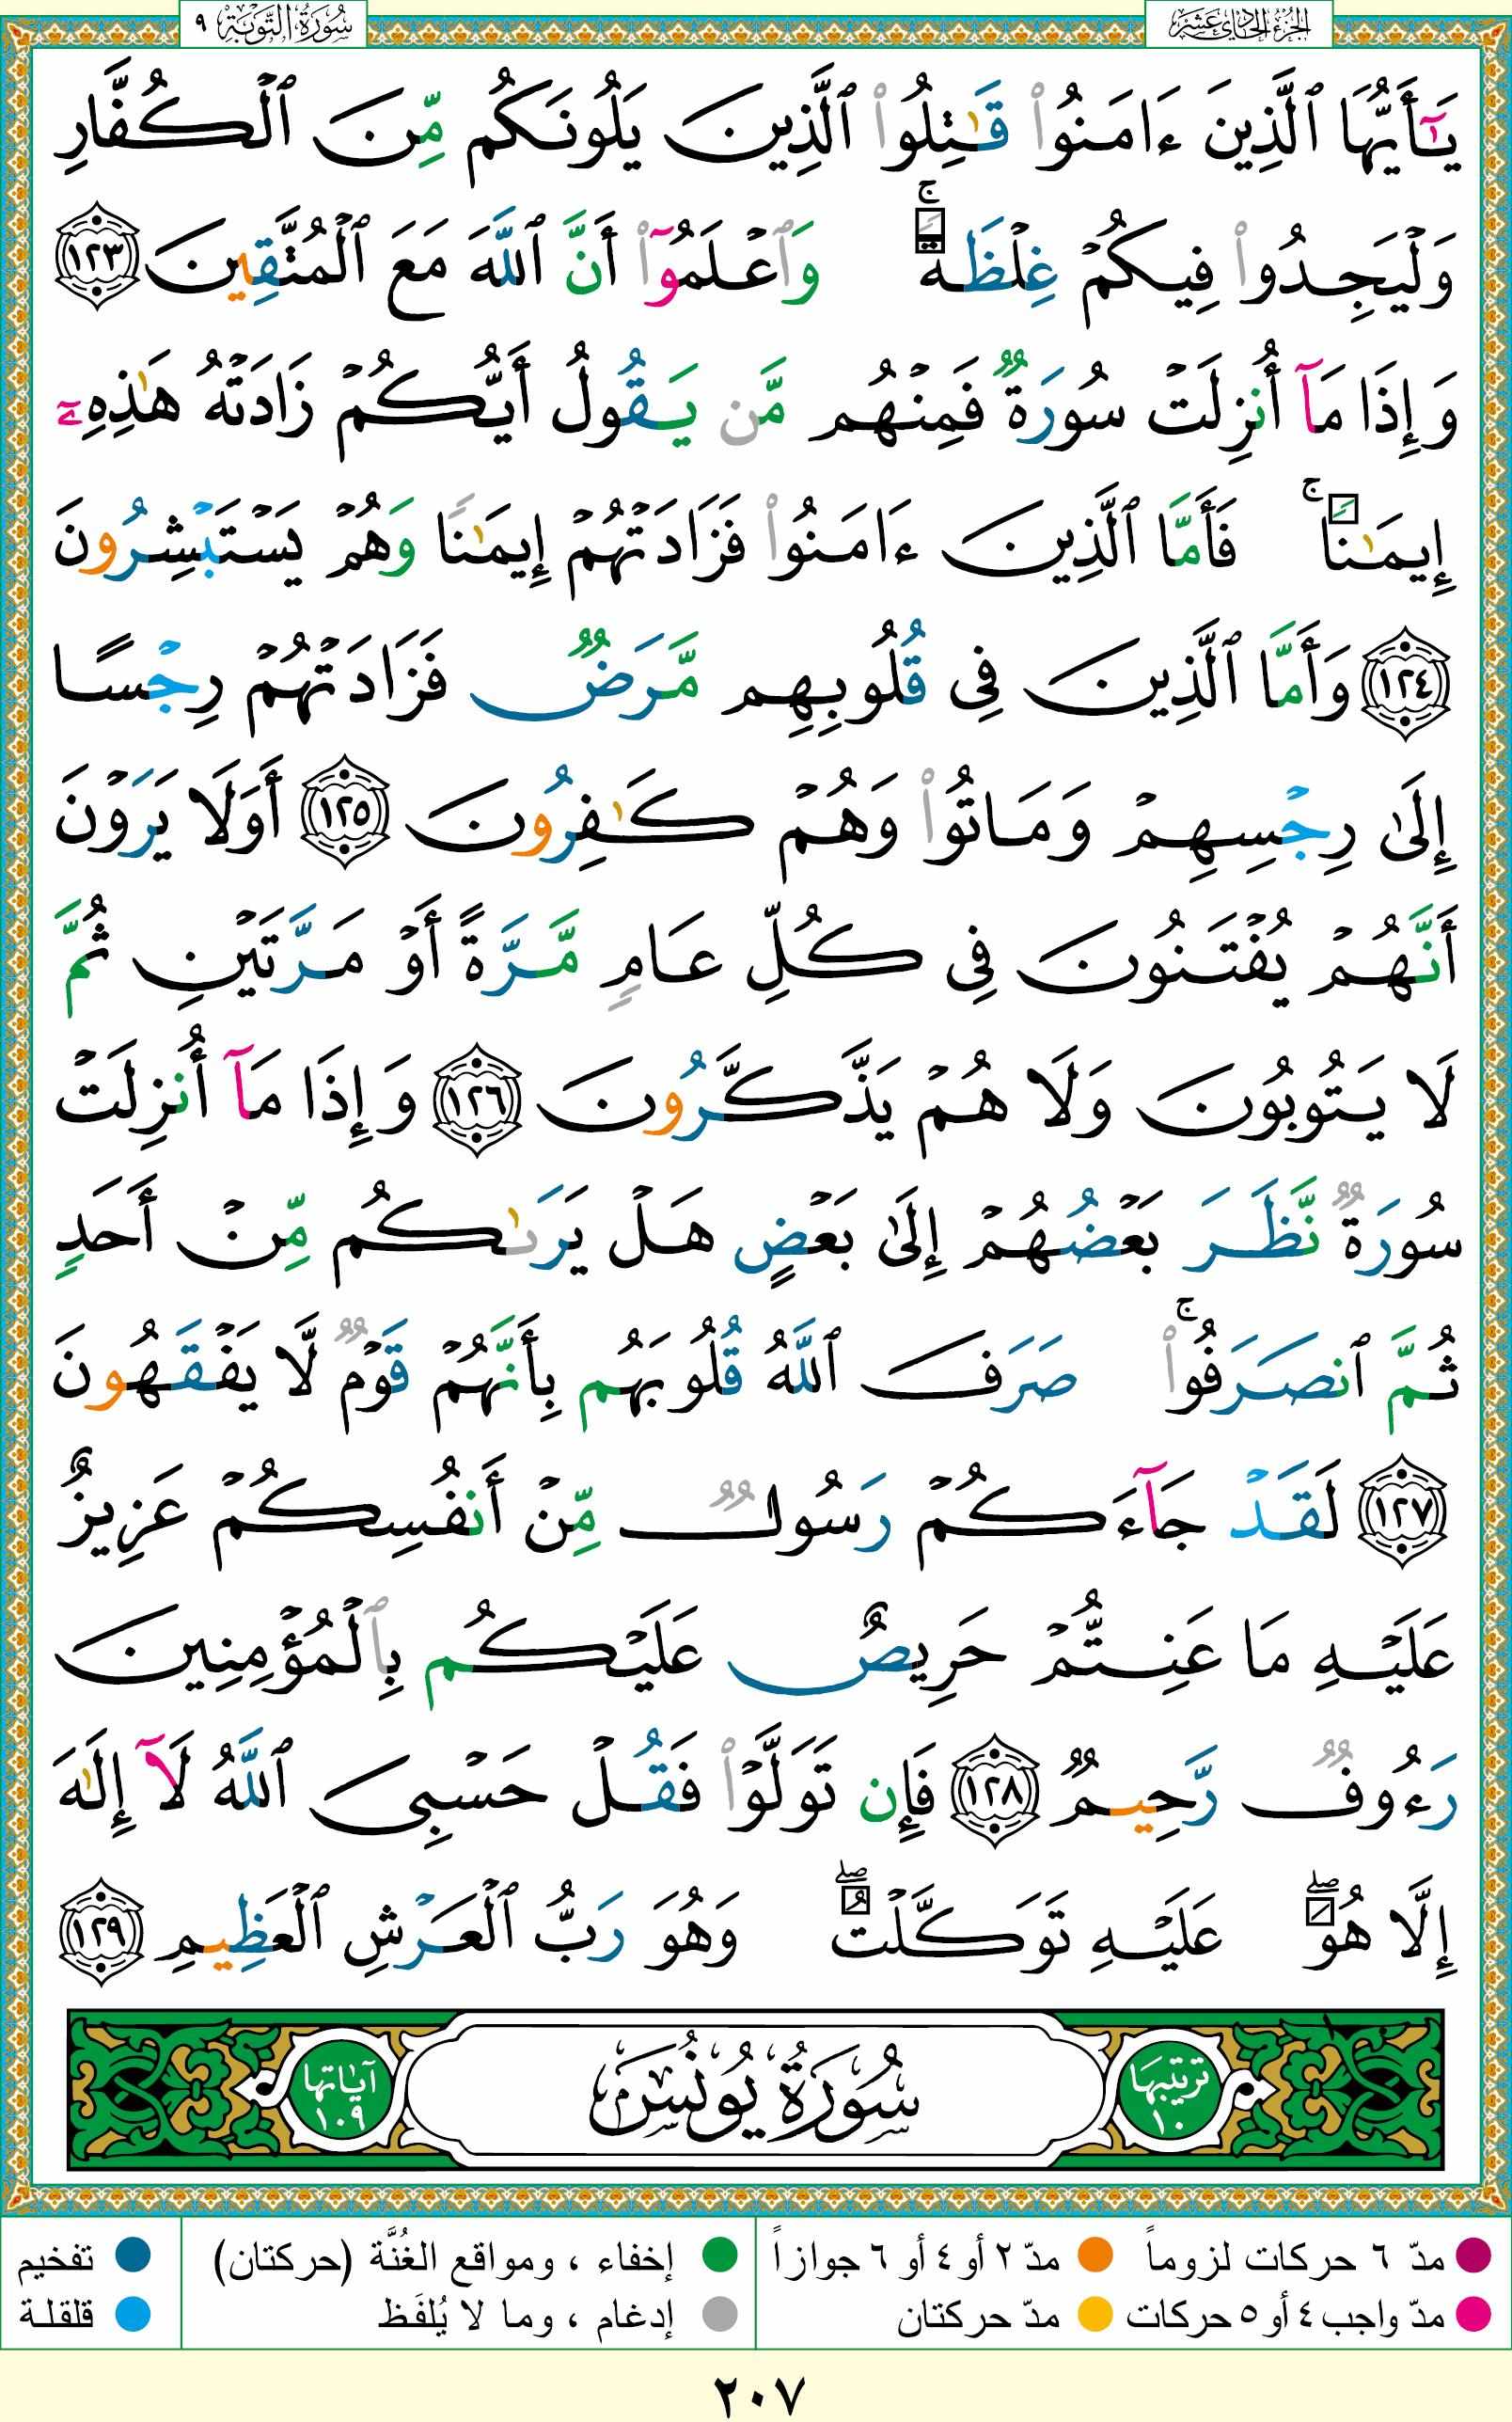 الجزء الحادي عشر
سورة التوبة ٩
يَـٰٓأَيُّهَا ٱلَّذِينَ ءَامَنُوا۟ قَـٰتِلُوا۟ ٱلَّذِينَ يَلُونَكُم مِّنَ ٱلْكُفَّارِ
وَلْيَجِدُوا۟ فِيكُمْ غِلْظَةً ۚ وَٱعْلَمُوٓا۟ أَنَّ ٱللَّهَ مَعَ ٱلْمُتَّقِينَ ١٢٣
وَإِذَا مَآ أُنزِلَتْ سُورَةٌ فَمِنْهُم مَّن يَقُولُ أَيُّكُمْ زَادَتْهُ هَـٰذِهِۦٓ
إِيمَـٰنًا ۚ فَأَمَّا ٱلَّذِينَ ءَامَنُوا۟ فَزَادَتْهُمْ إِيمَـٰنًا وَهُمْ يَسْتَبْشِرُونَ
١٢٤ وَأَمَّا ٱلَّذِينَ فِى قُلُوبِهِم مَّرَضٌ فَزَادَتْهُمْ رِجْسًا
إِلَىٰ رِجْسِهِمْ وَمَاتُوا۟ وَهُمْ كَـٰفِرُونَ ١٢٥ أَوَلَا يَرَوْنَ
أَنَّهُمْ يُفْتَنُونَ فِى كُلِّ عَامٍ مَّرَّةً أَوْ مَرَّتَيْنِ ثُمَّ
لَا يَتُوبُونَ وَلَا هُمْ يَذَّكَّرُونَ ١٢٦ وَإِذَا مَآ أُنزِلَتْ
سُورَةٌ نَّظَرَ بَعْضُهُمْ إِلَىٰ بَعْضٍ هَلْ يَرَىٰكُم مِّنْ أَحَدٍ
ثُمَّ ٱنصَرَفُوا۟ ۚ صَرَفَ ٱللَّهُ قُلُوبَهُم بِأَنَّهُمْ قَوْمٌ لَّا يَفْقَهُونَ
١٢٧ لَقَدْ جَآءَكُمْ رَسُولٌ مِّنْ أَنفُسِكُمْ عَزِيزٌ
عَلَيْهِ مَا عَنِتُّمْ حَرِيصٌ عَلَيْكُم بِٱلْمُؤْمِنِينَ
رَءُوفٌ رَّحِيمٌ ١٢٨ فَإِن تَوَلَّوْا۟ فَقُلْ حَسْبِىَ ٱللَّهُ لَآ إِلَـٰهَ
إِلَّا هُوَ ۖ عَلَيْهِ تَوَكَّلْتُ ۖ وَهُوَ رَبُّ ٱلْعَرْشِ ٱلْعَظِيمِ ١٢٩
ترتيبها ١٠ سُورَةُ يُونُس آياتها ١٠٩
مدّ ٦ حركات لزوماً مدّ ٢ أو ٤ أو ٦ جوازاً إخفاء ، ومواقع الغُنَّة (حركتان) تفخيم
مدّ واجب ٤ أو ٥ حركات مدّ حركتان إدغام ، وما لا يُلفَظ قلقلة
٢٠٧